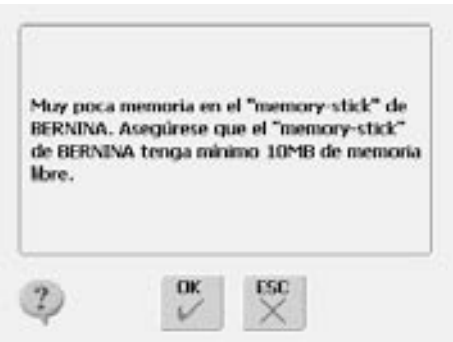 Muy poca memoria en el "memory-stick" de
BERNINA. Asegúrese que el "memory-stick"
de BERNINA tenga mínimo 10MB de memoria
libre.
?
OK
ESC